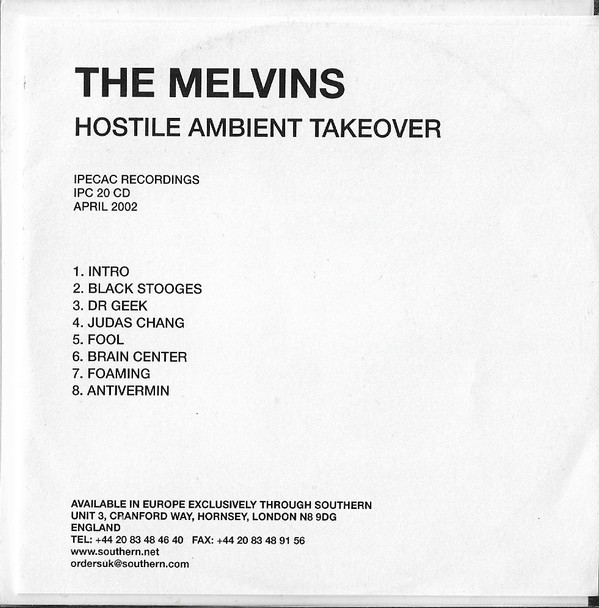 THE MELVINS
HOSTILE AMBIENT TAKEOVER
IPECAC RECORDINGS
IPC 20 CD
APRIL 2002
1. INTRO
2. BLACK STOOGES
3. DR GEEK
4. JUDAS CHANG
5. FOOL
6. BRAIN CENTER
7. FOAMING
8. ANTIVERMIN
AVAILABLE IN EUROPE EXCLUSIVELY THROUGH SOUTHERN
UNIT 3, CRANFORD WAY, HORNSEY, LONDON N8 9DG
ENGLAND
TEL: +44 20 83 48 46 40 FAX: +44 20 83 48 91 56
www.southern.net
ordersuk@southern.com